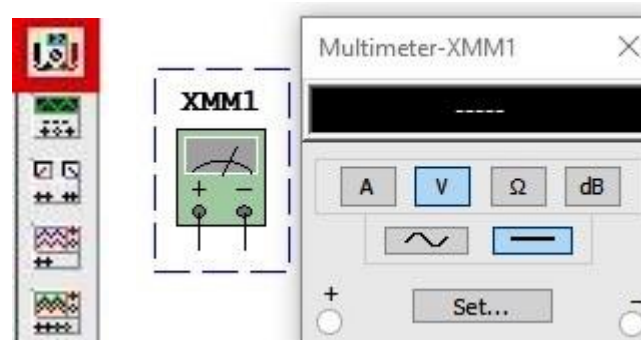 Multimeter-XMM1
XMM1
-----
A V Ω dB
+ −
+ −
Set...